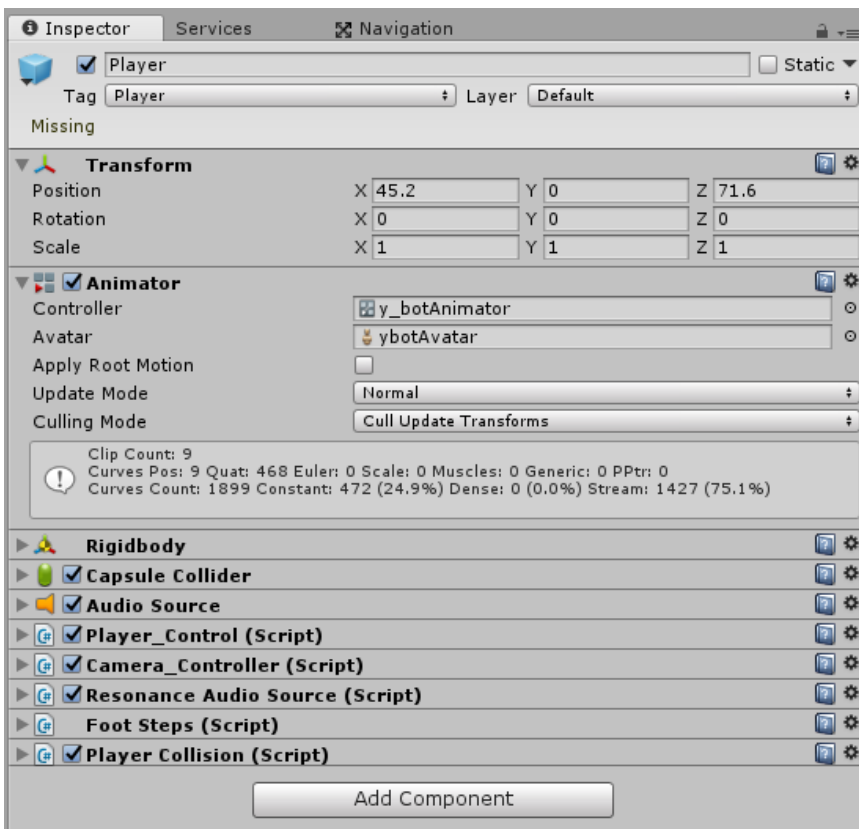 Inspector Services Navigation
Player Static
Tag Player Layer Default
Missing
Transform
Position X 45.2 Y 0 Z 71.6
Rotation X 0 Y 0 Z 0
Scale X 1 Y 1 Z 1
Animator
Controller y_botAnimator
Avatar ybotAvatar
Apply Root Motion
Update Mode Normal
Culling Mode Cull Update Transforms
Clip Count: 9
Curves Pos: 9 Quat: 468 Euler: 0 Scale: 0 Muscles: 0 Generic: 0 PPtr: 0
Curves Count: 1899 Constant: 472 (24.9%) Dense: 0 (0.0%) Stream: 1427 (75.1%)
Rigidbody
Capsule Collider
Audio Source
Player_Control (Script)
Camera_Controller (Script)
Resonance Audio Source (Script)
Foot Steps (Script)
Player Collision (Script)
Add Component